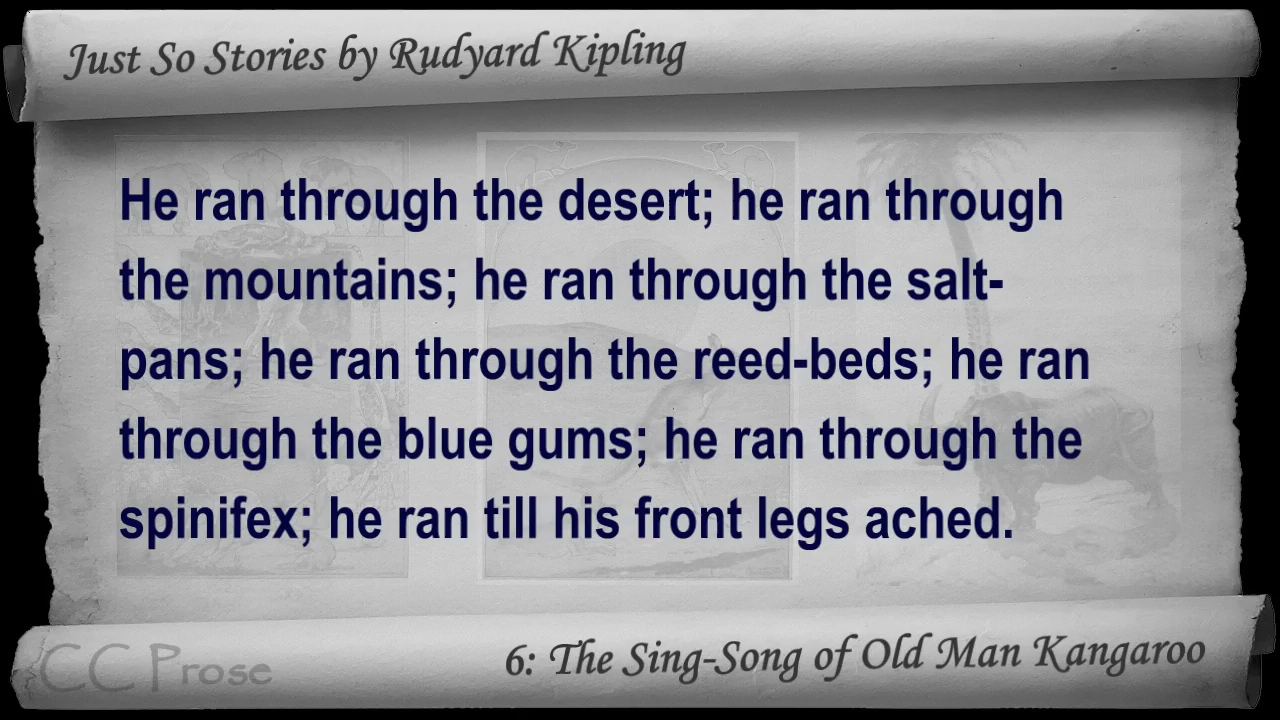 Just So Stories by Rudyard Kipling
He ran through the desert; he ran through
the mountains; he ran through the salt-
pans; he ran through the reed-beds; he ran
through the blue gums; he ran through the
spinifex; he ran till his front legs ached.
CC Prose
6: The Sing-Song of Old Man Kangaroo